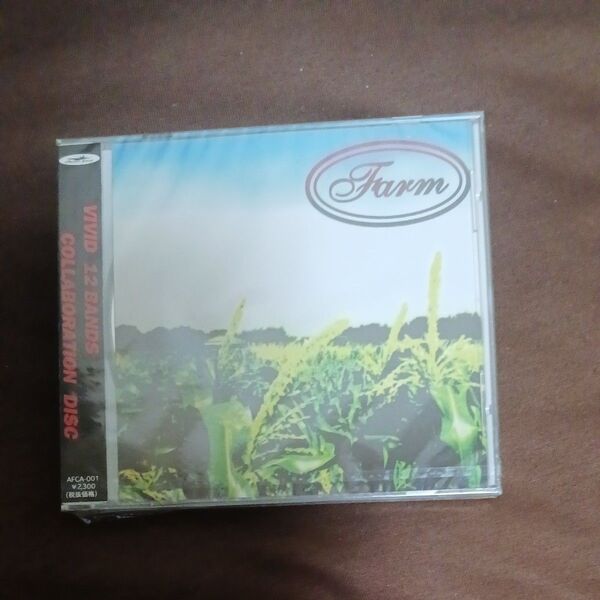 Farm
VIVID 12 BANDS
COLLABORATION DISC
AFCA-001
¥2,300
(税抜価格)